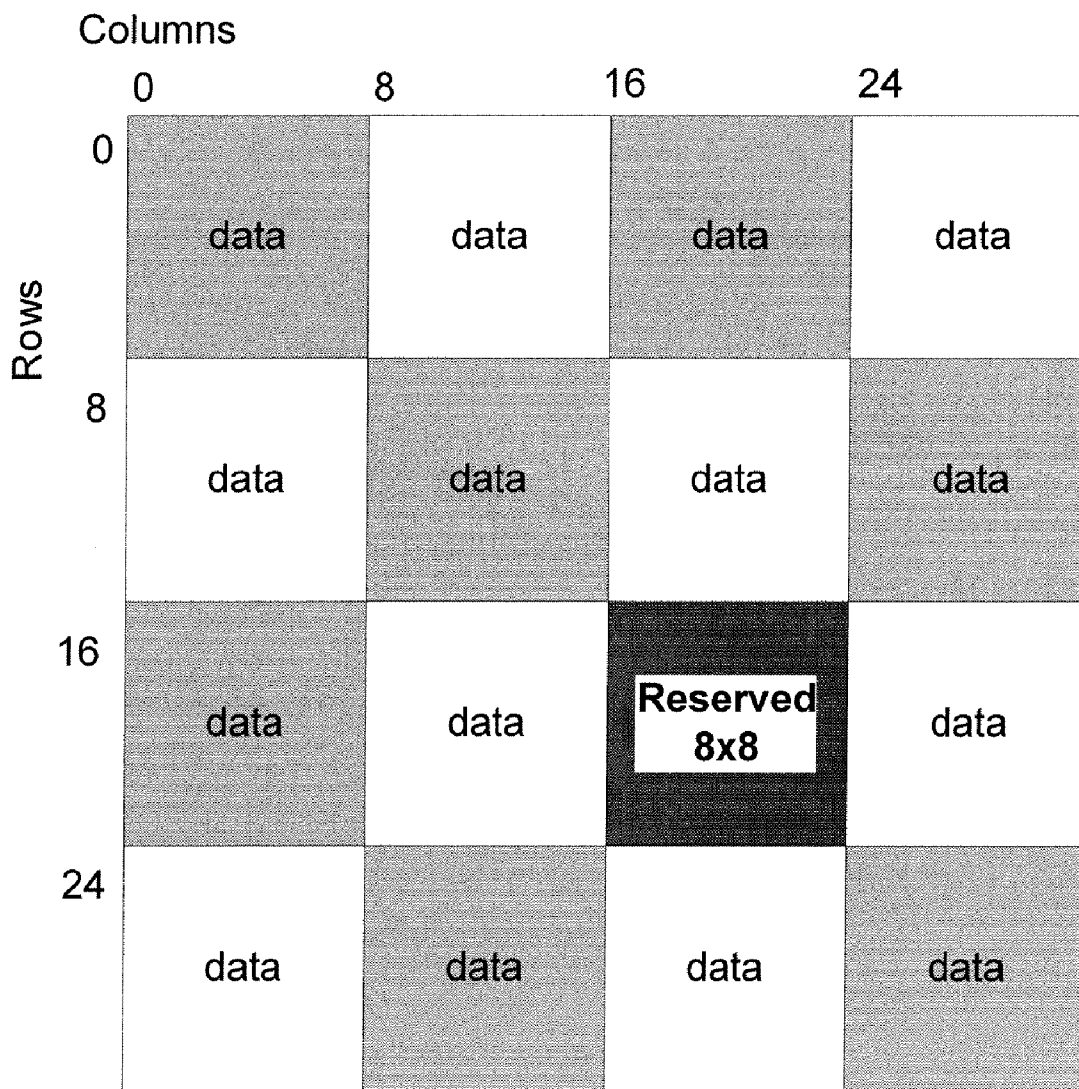 Columns
0 8 16 24
Rows
0
data data data data
8
data data data data
16
data data Reserved 8x8 data
24
data data data data